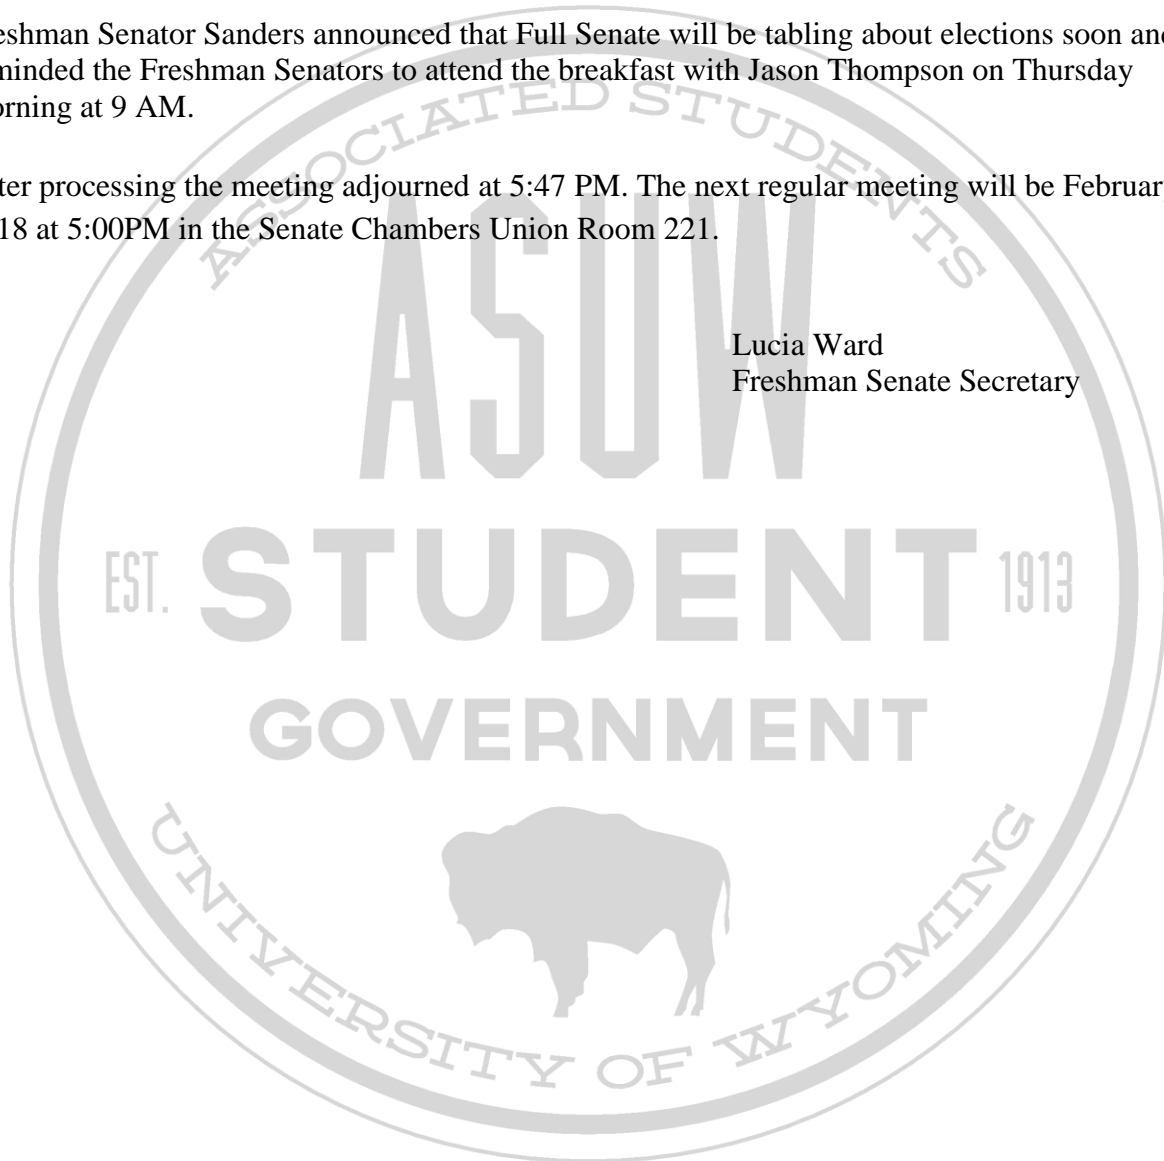 eshman Senator Sanders announced that Full Senate will be tabling about elections soon and
minded the Freshman Senators to attend the breakfast with Jason Thompson on Thursday
orning at 9 AM.
ter processing the meeting adjourned at 5:47 PM. The next regular meeting will be February
18 at 5:00PM in the Senate Chambers Union Room 221.
Lucia Ward
Freshman Senate Secretary
ASSOCIATED STUDENTS
ASUW
EST. STUDENT 1913
GOVERNMENT
UNIVERSITY OF WYOMING